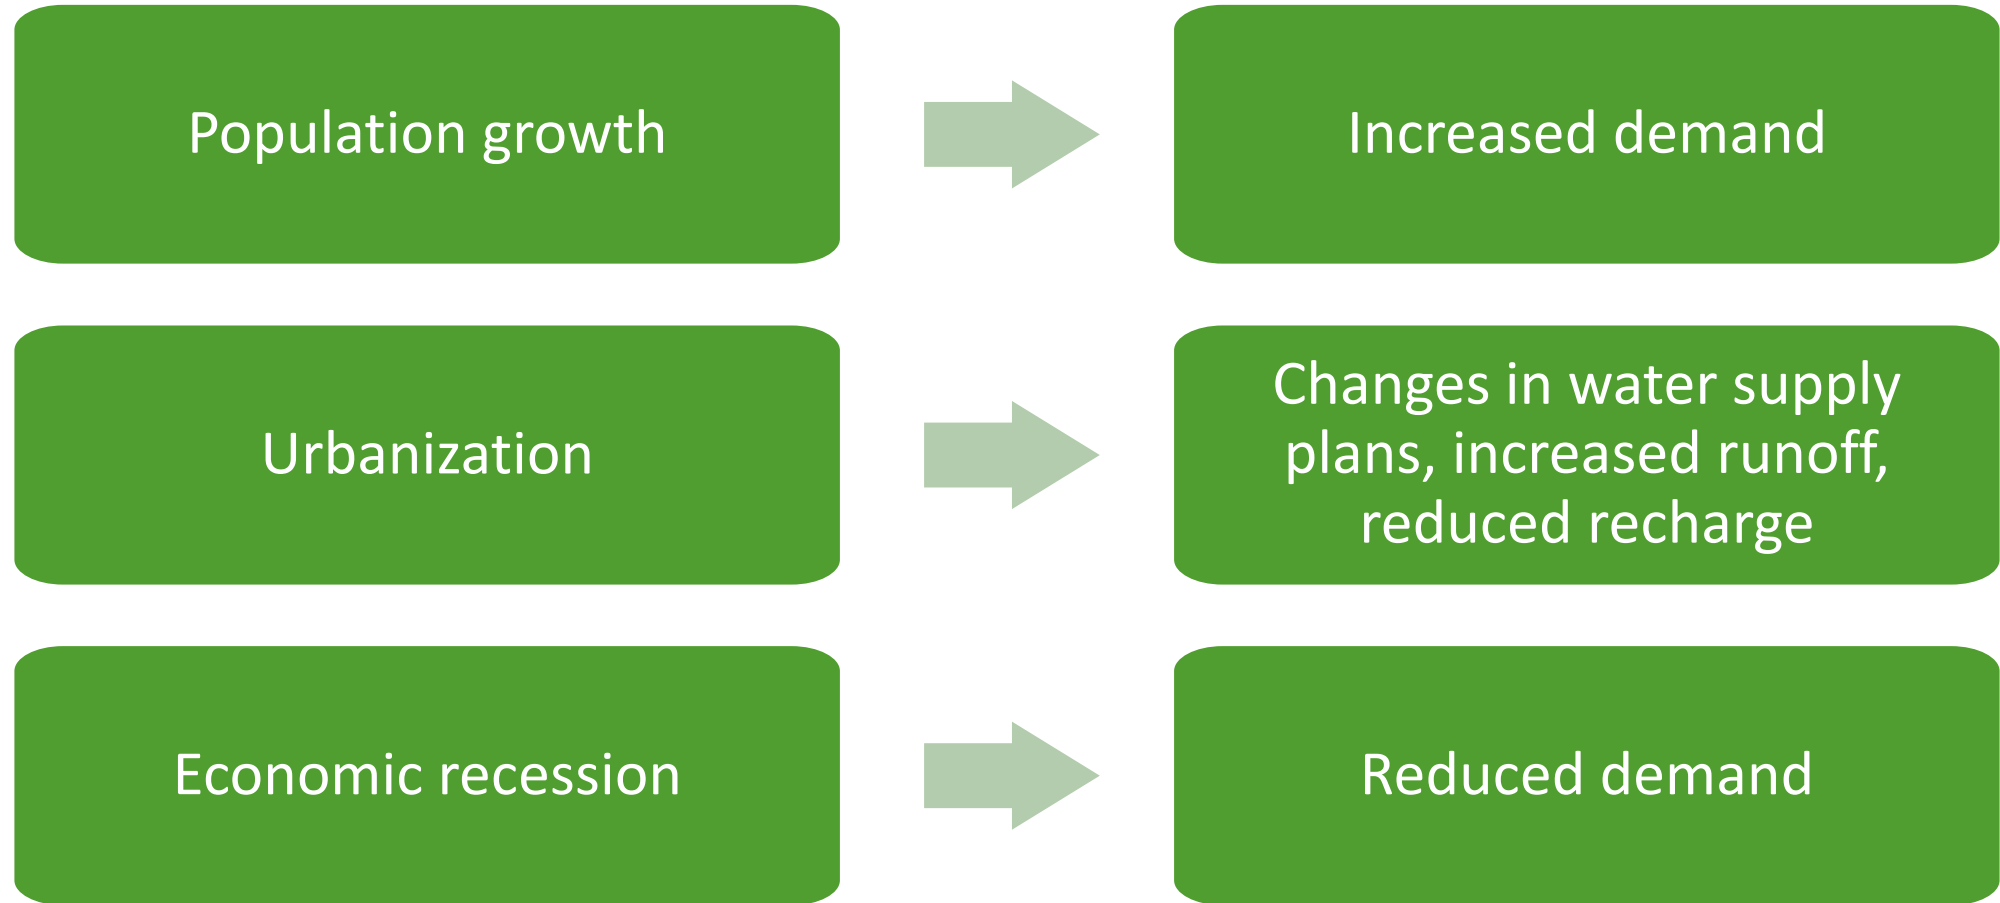 Population growth
Increased demand
Urbanization
Changes in water supply
plans, increased runoff,
reduced recharge
Economic recession
Reduced demand